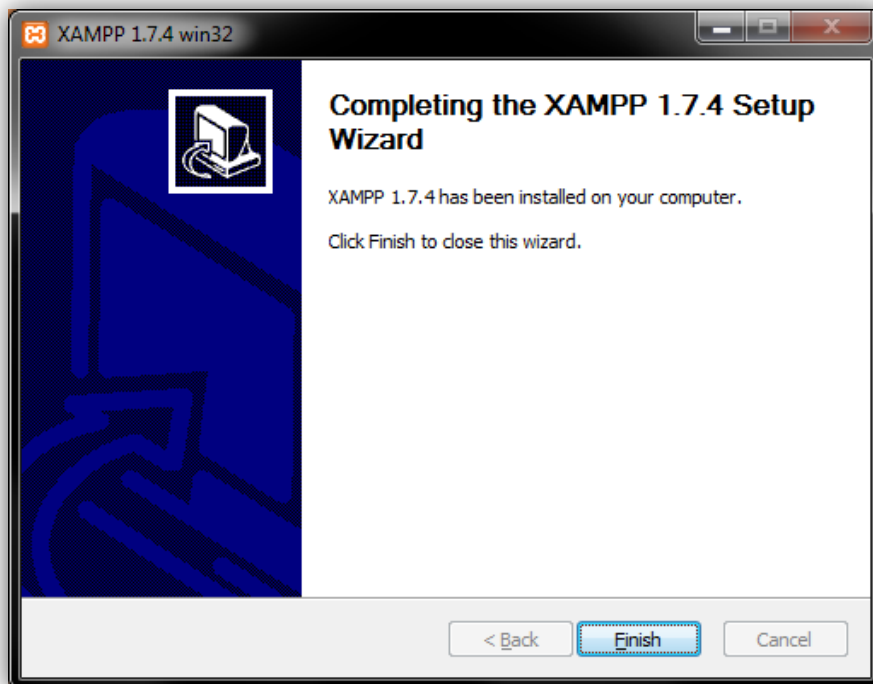 XAMPP 1.7.4 win32
Completing the XAMPP 1.7.4 Setup
Wizard
XAMPP 1.7.4 has been installed on your computer.
Click Finish to close this wizard.
< Back
Finish
Cancel